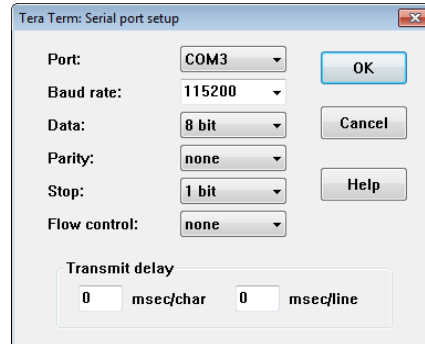 Tera Term: Serial port setup
Port: COM3 OK
Baud rate: 115200
Data: 8 bit Cancel
Parity: none
Stop: 1 bit Help
Flow control: none
Transmit delay
0 msec/char 0 msec/line